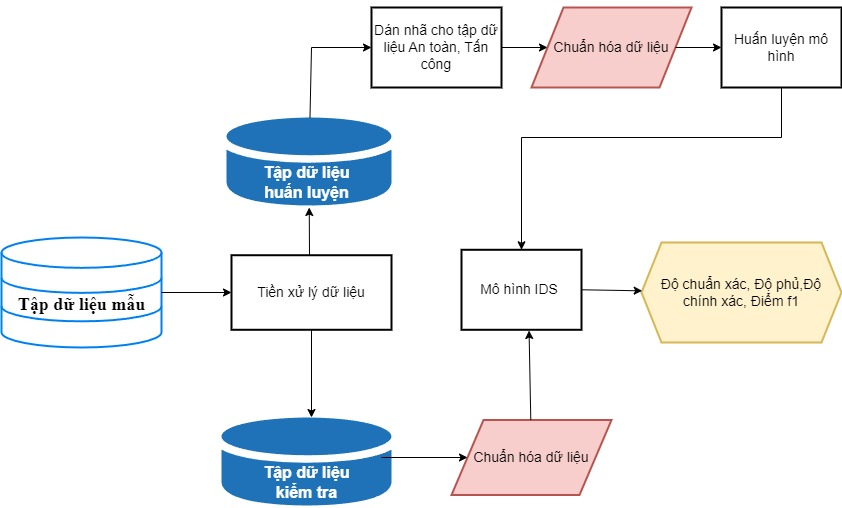 Dán nhã cho tập dữ
liệu An toàn, Tấn
công
Chuẩn hóa dữ liệu
Huấn luyện mô
hình
Tập dữ liệu
huấn luyện
Tập dữ liệu mẫu
Tiền xử lý dữ liệu
Mô hình IDS
Độ chuẩn xác, Độ phủ,Độ
chính xác, Điểm f1
Tập dữ liệu
kiểm tra
Chuẩn hóa dữ liệu